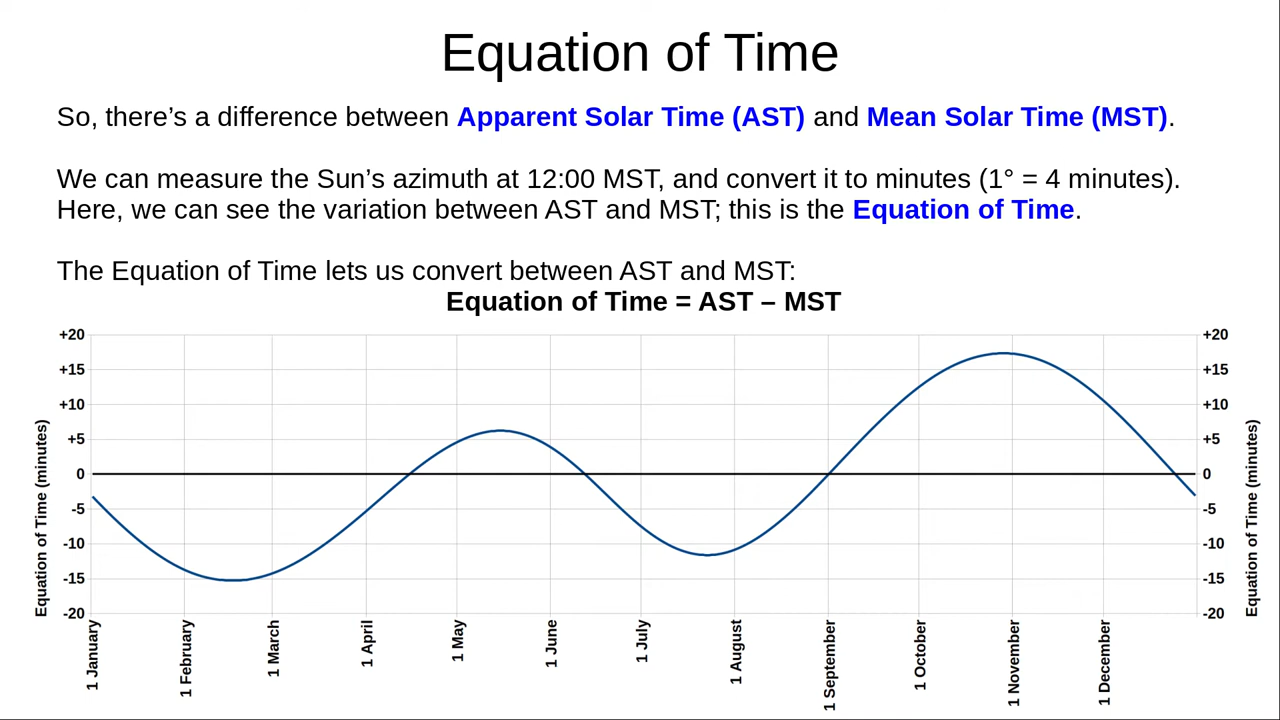 Equation of Time
So, there’s a difference between Apparent Solar Time (AST) and Mean Solar Time (MST).
We can measure the Sun’s azimuth at 12:00 MST, and convert it to minutes (1° = 4 minutes).
Here, we can see the variation between AST and MST; this is the Equation of Time.
The Equation of Time lets us convert between AST and MST:
Equation of Time = AST – MST
Equation of Time (minutes)
+20
+15
+10
+5
0
-5
-10
-15
-20
+20
+15
+10
+5
0
-5
-10
-15
-20
Equation of Time (minutes)
1 January
1 February
1 March
1 April
1 May
1 June
1 July
1 August
1 September
1 October
1 November
1 December